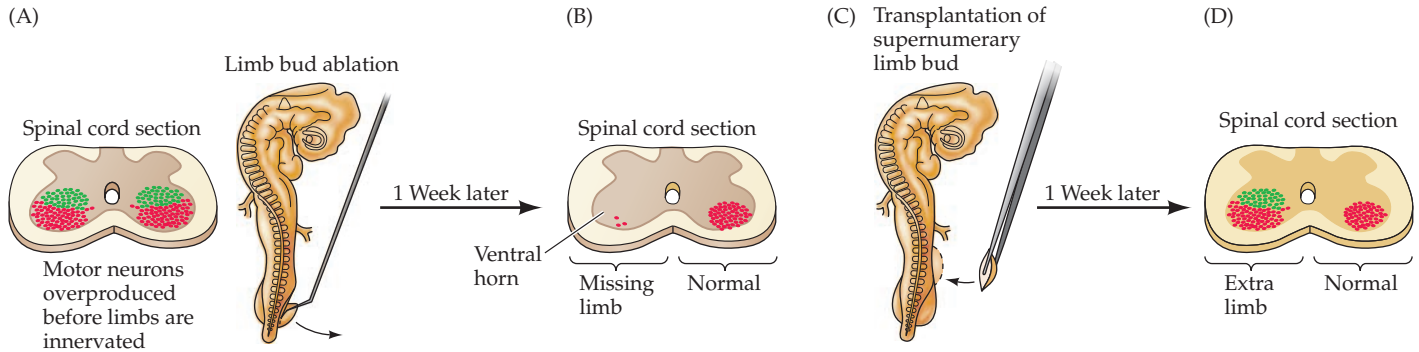 (A)
Limb bud ablation
Spinal cord section
Motor neurons
overproduced
before limbs are
innervated
1 Week later
(B)
Spinal cord section
Ventral
horn
Missing
limb
Normal
(C)
Transplantation of
supernumerary
limb bud
1 Week later
(D)
Spinal cord section
Extra
limb
Normal